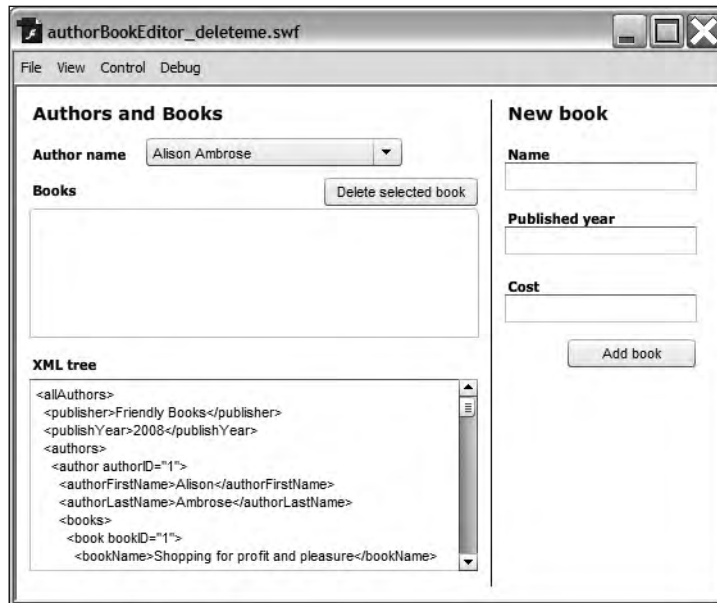 authorBookEditor_deleteme.swf
File View Control Debug
Authors and Books
Author name Alison Ambrose
Books Delete selected book
XML tree
<allAuthors>
<publisher>Friendly Books</publisher>
<publishYear>2008</publishYear>
<authors>
<author authorID="1">
<authorFirstName>Alison</authorFirstName>
<authorLastName>Ambrose</authorLastName>
<books>
<book bookID="1">
<bookName>Shopping for profit and pleasure</bookName>
New book
Name
Published year
Cost
Add book